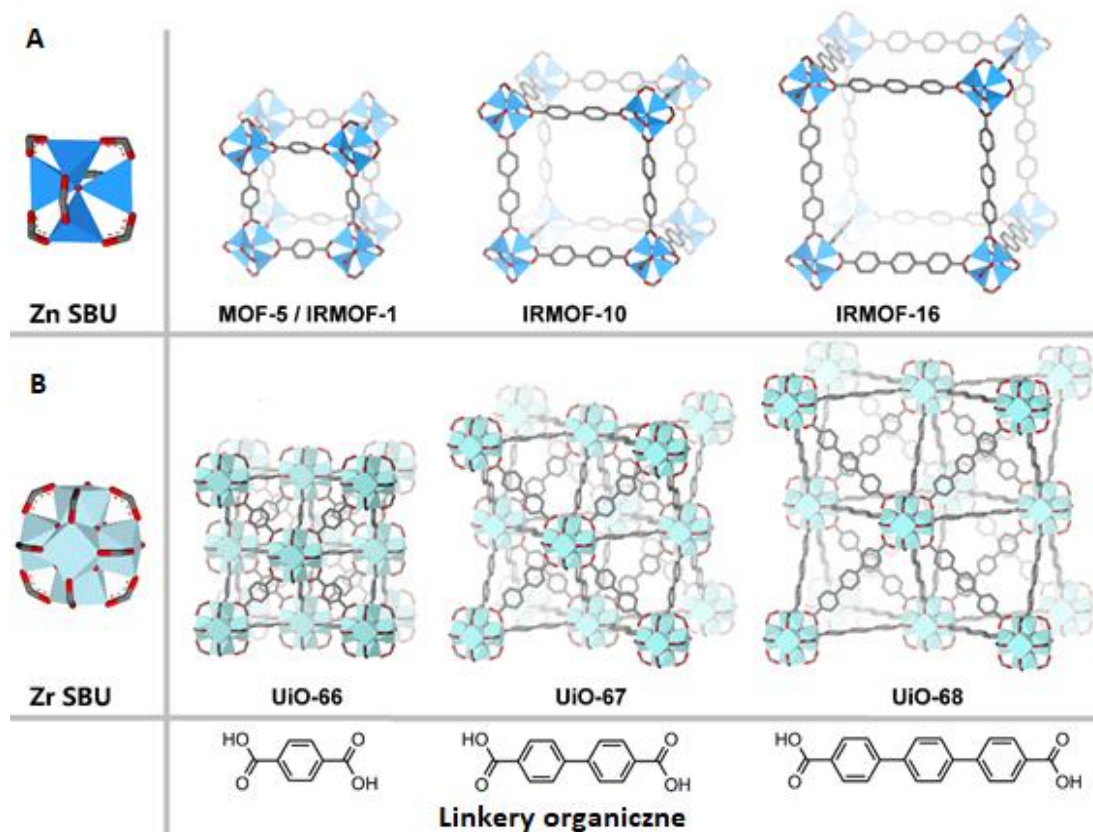 A
Zn SBU
MOF-5 / IRMOF-1
IRMOF-10
IRMOF-16
B
Zr SBU
UiO-66
UiO-67
UiO-68
HO
O
O
OH
HO
O
O
OH
HO
O
O
OH
Linkery organiczne